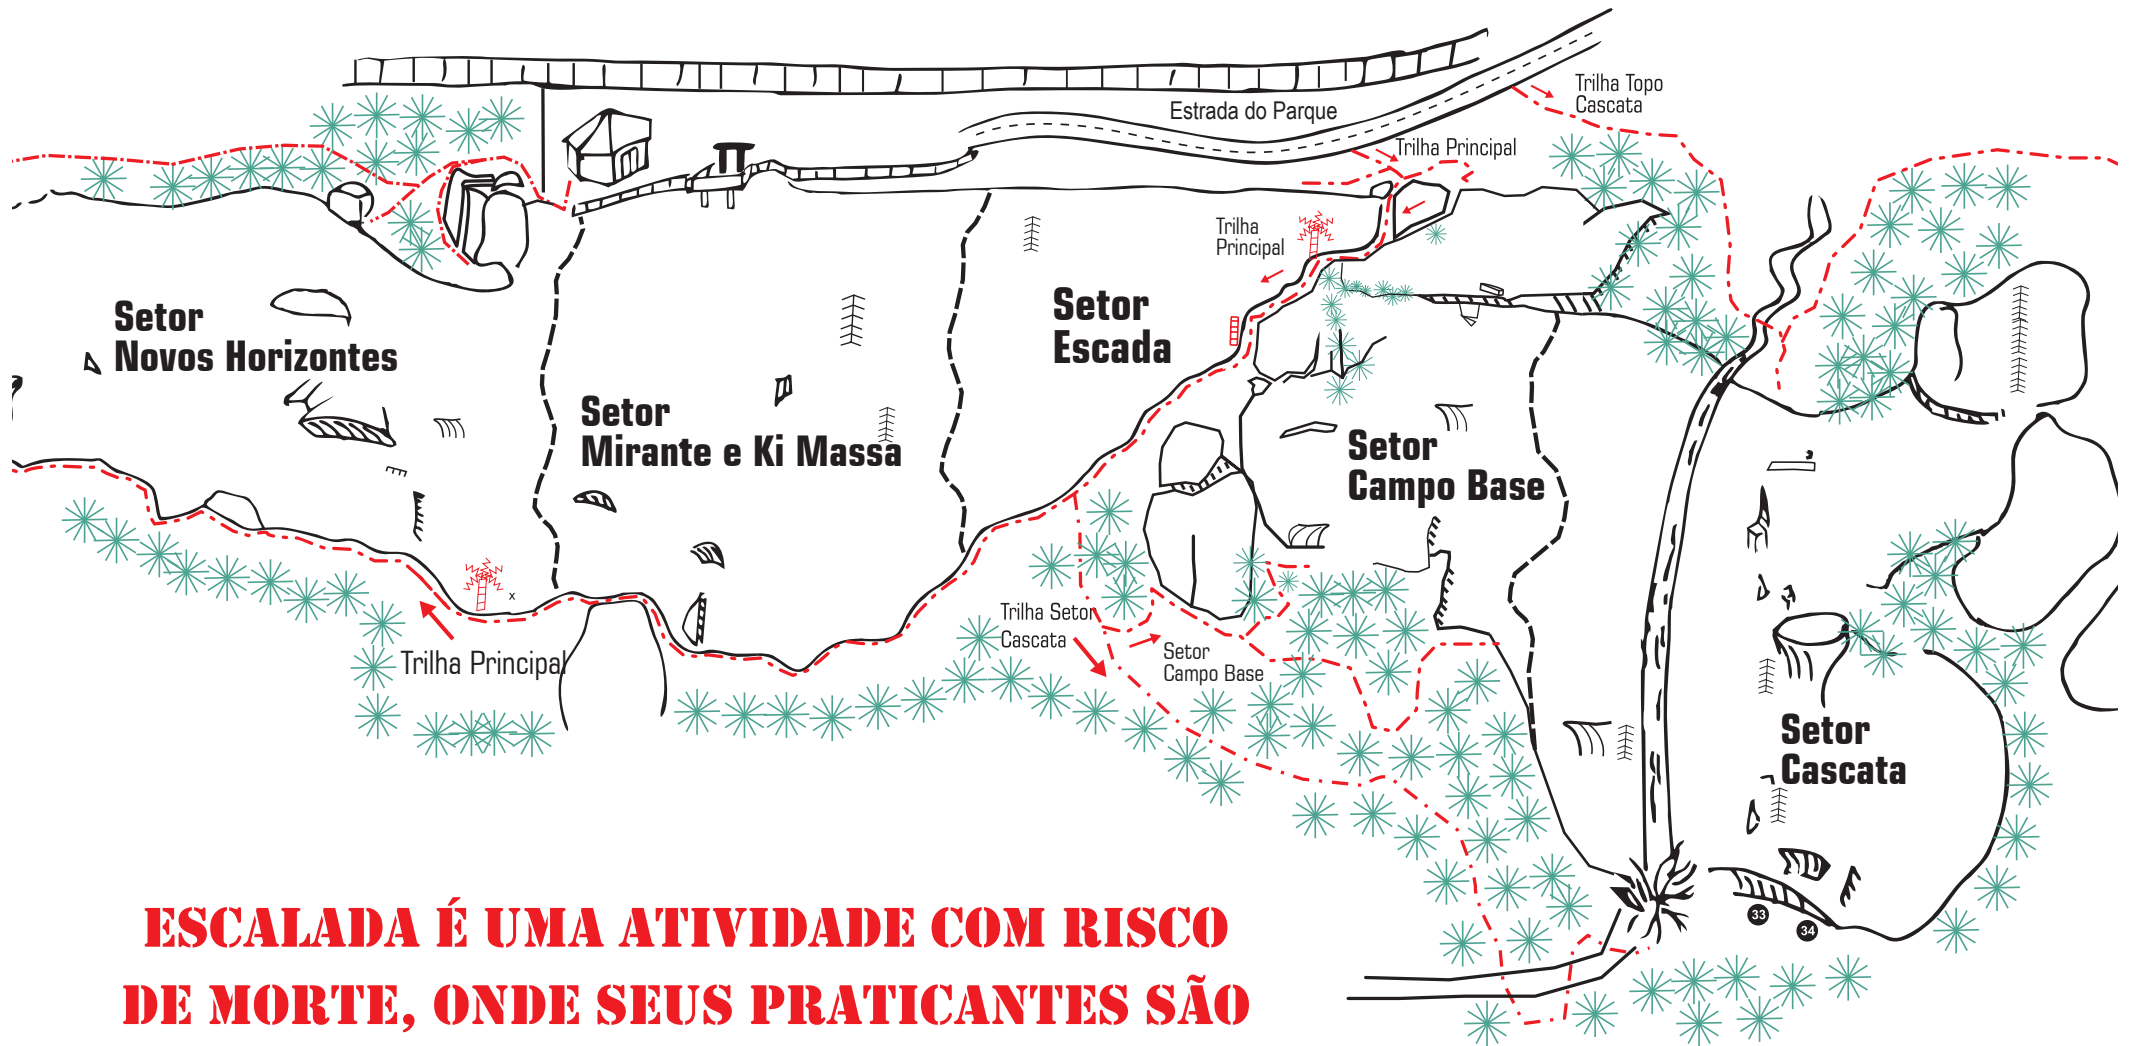 Trilha Topo
Cascata
Estrada do Parque
Trilha Principal
Trilha
Principal
Setor
Novos Horizontes
Setor
Escada
Setor
Mirante e Ki Massa
Setor
Campo Base
x
Trilha Setor
Cascata
Setor
Campo Base
Trilha Principal
Setor
Cascata
33
34
ESCALADA É UMA ATIVIDADE COM RISCO
DE MORTE, ONDE SEUS PRATICANTES SÃO